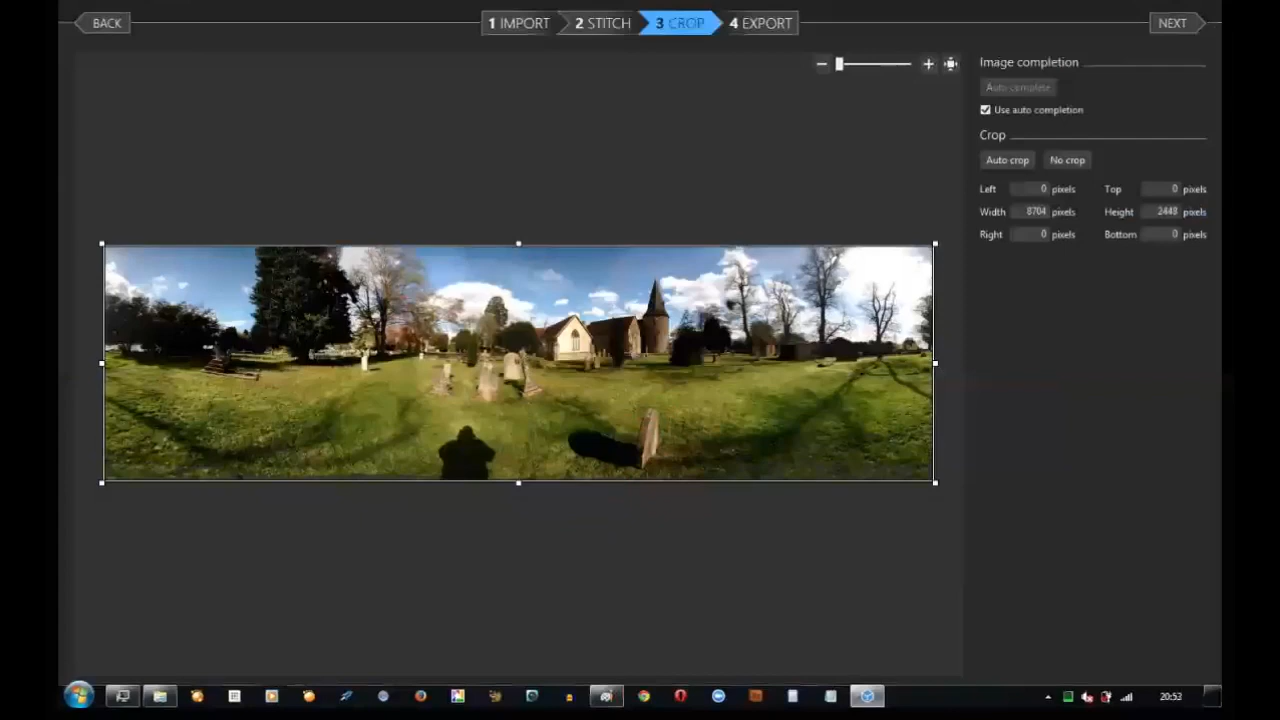 BACK
1 IMPORT 2 STITCH 3 CROP 4 EXPORT
NEXT
Image completion
Auto complete
Use auto completion
Crop
Auto crop No crop
Left 0 pixels Top 0 pixels
Width 8704 pixels Height 2448 pixels
Right 0 pixels Bottom 0 pixels
20:53